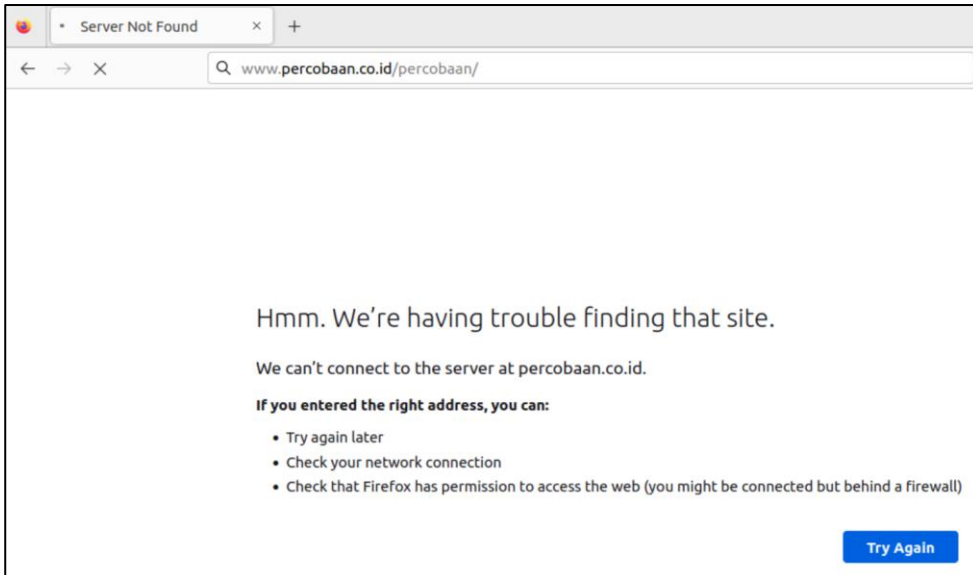 Server Not Found
www.percobaan.co.id/percobaan/
Hmm. We’re having trouble finding that site.
We can’t connect to the server at percobaan.co.id.
If you entered the right address, you can:
• Try again later
• Check your network connection
• Check that Firefox has permission to access the web (you might be connected but behind a firewall)
Try Again